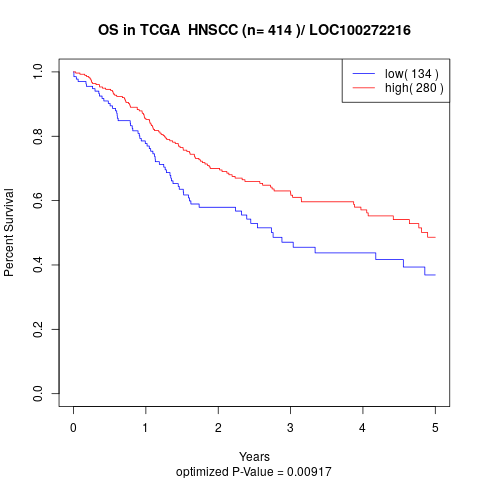 OS in TCGA  HNSCC (n= 414 )/ LOC100272216
low( 134 )
high( 280 )
Percent Survival
1.0
0.8
0.6
0.4
0.2
0.0
0 1 2 3 4 5
Years
optimized P-Value = 0.00917